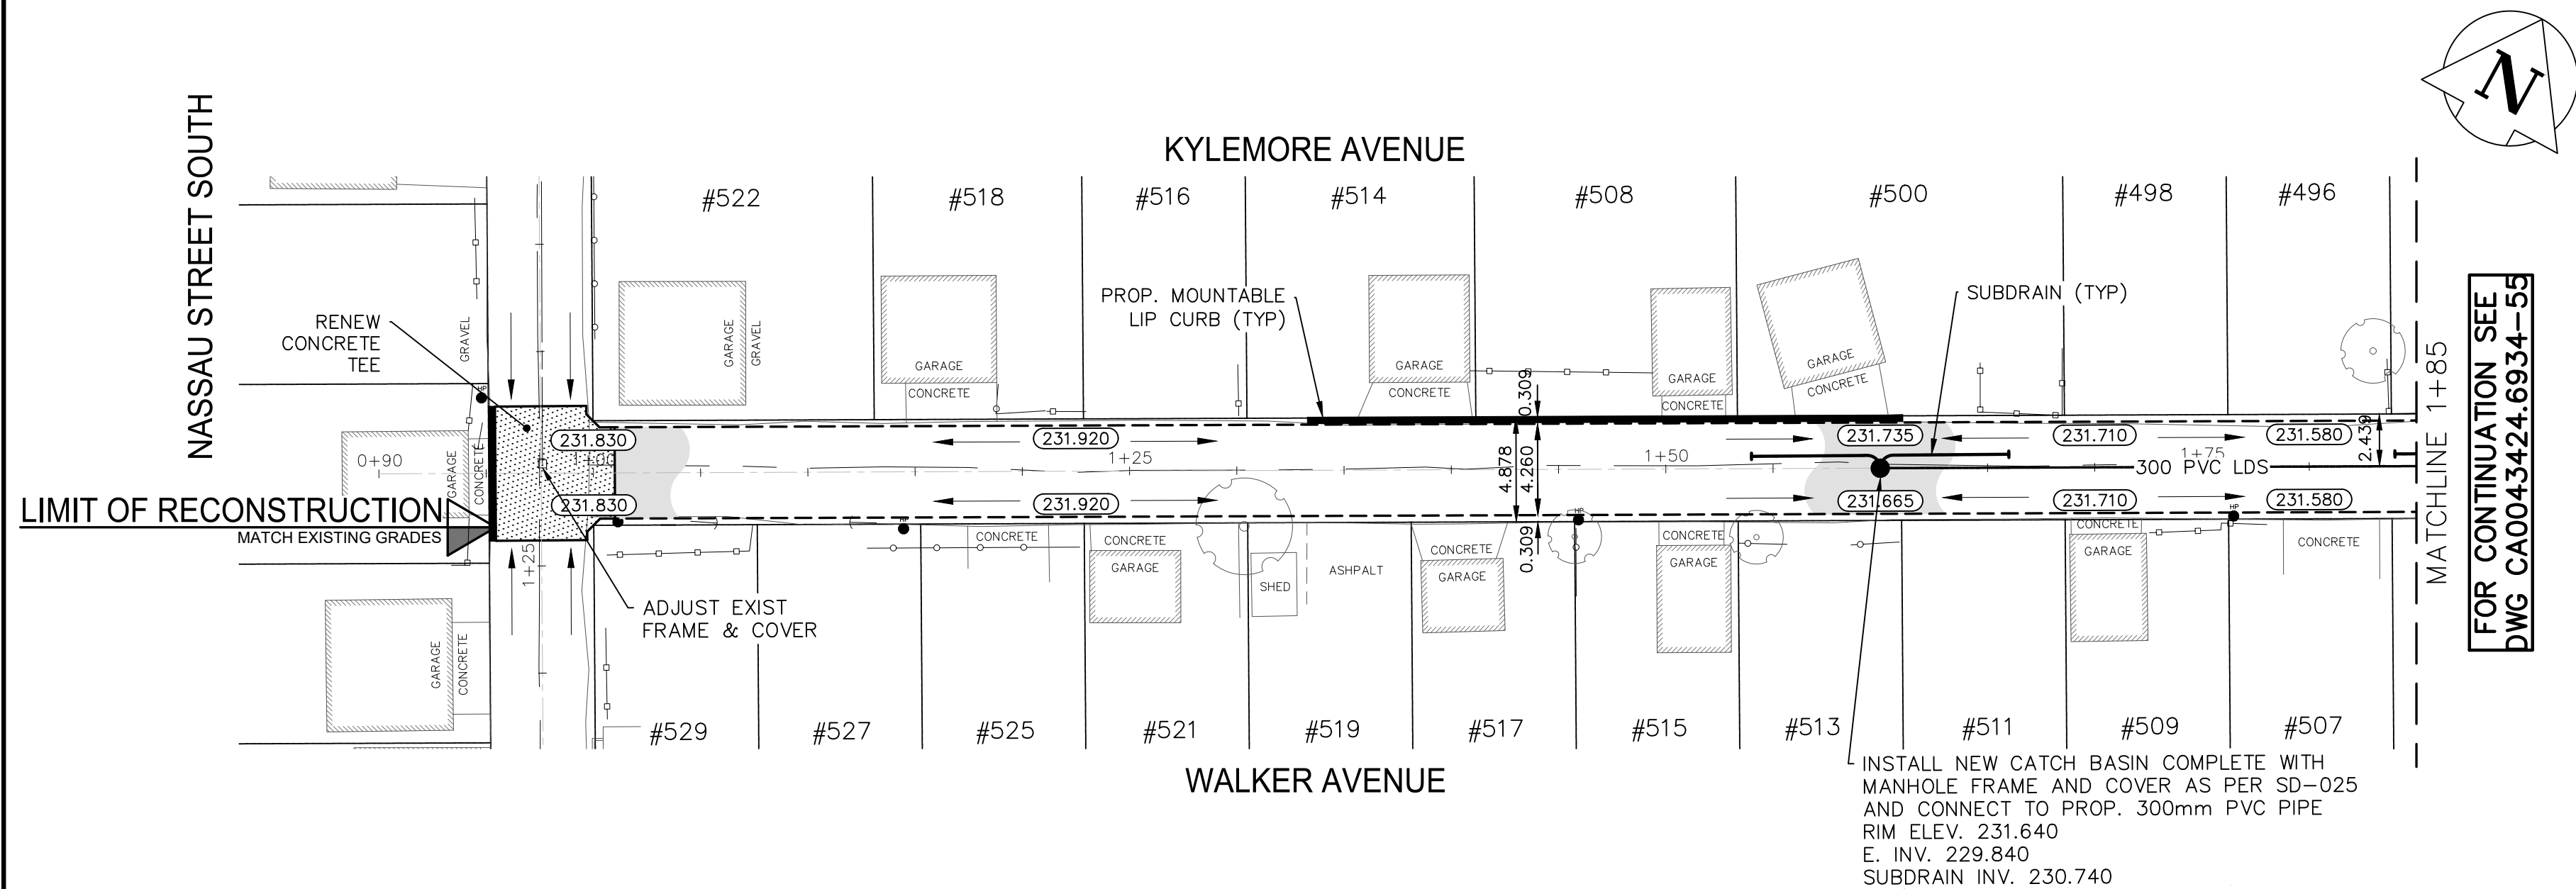 N
NASSAU STREET SOUTH
KYLEMORE AVENUE
#522
#518
#516
#514
#508
#500
#498
#496
RENEW
CONCRETE
TEE
GRAVEL
GARAGE
GRAVEL
GARAGE
CONCRETE
PROP. MOUNTABLE
LIP CURB (TYP)
GARAGE
CONCRETE
GARAGE
CONCRETE
GARAGE
CONCRETE
SUBDRAIN (TYP)
HP
0.309
231.830
231.920
231.735
231.710
231.580
2.439
0+90
1+00
1+25
1+50
1+75
4.878
4.260
300 PVC LDS
GARAGE
CONCRETE
231.830
231.920
231.665
231.710
231.580
LIMIT OF RECONSTRUCTION
MATCH EXISTING GRADES
1+25
HP
HP
HP
0.309
CONCRETE
CONCRETE
GARAGE
SHED
ASHPALT
CONCRETE
GARAGE
CONCRETE
GARAGE
CONCRETE
GARAGE
CONCRETE
ADJUST EXIST
FRAME & COVER
GARAGE
CONCRETE
#529
#527
#525
#521
#519
#517
#515
#513
#511
#509
#507
WALKER AVENUE
INSTALL NEW CATCH BASIN COMPLETE WITH
MANHOLE FRAME AND COVER AS PER SD-025
AND CONNECT TO PROP. 300mm PVC PIPE
RIM ELEV. 231.640
E. INV. 229.840
SUBDRAIN INV. 230.740
MATCHLINE 1+85
FOR CONTINUATION SEE
DWG CA0043424.6934-55